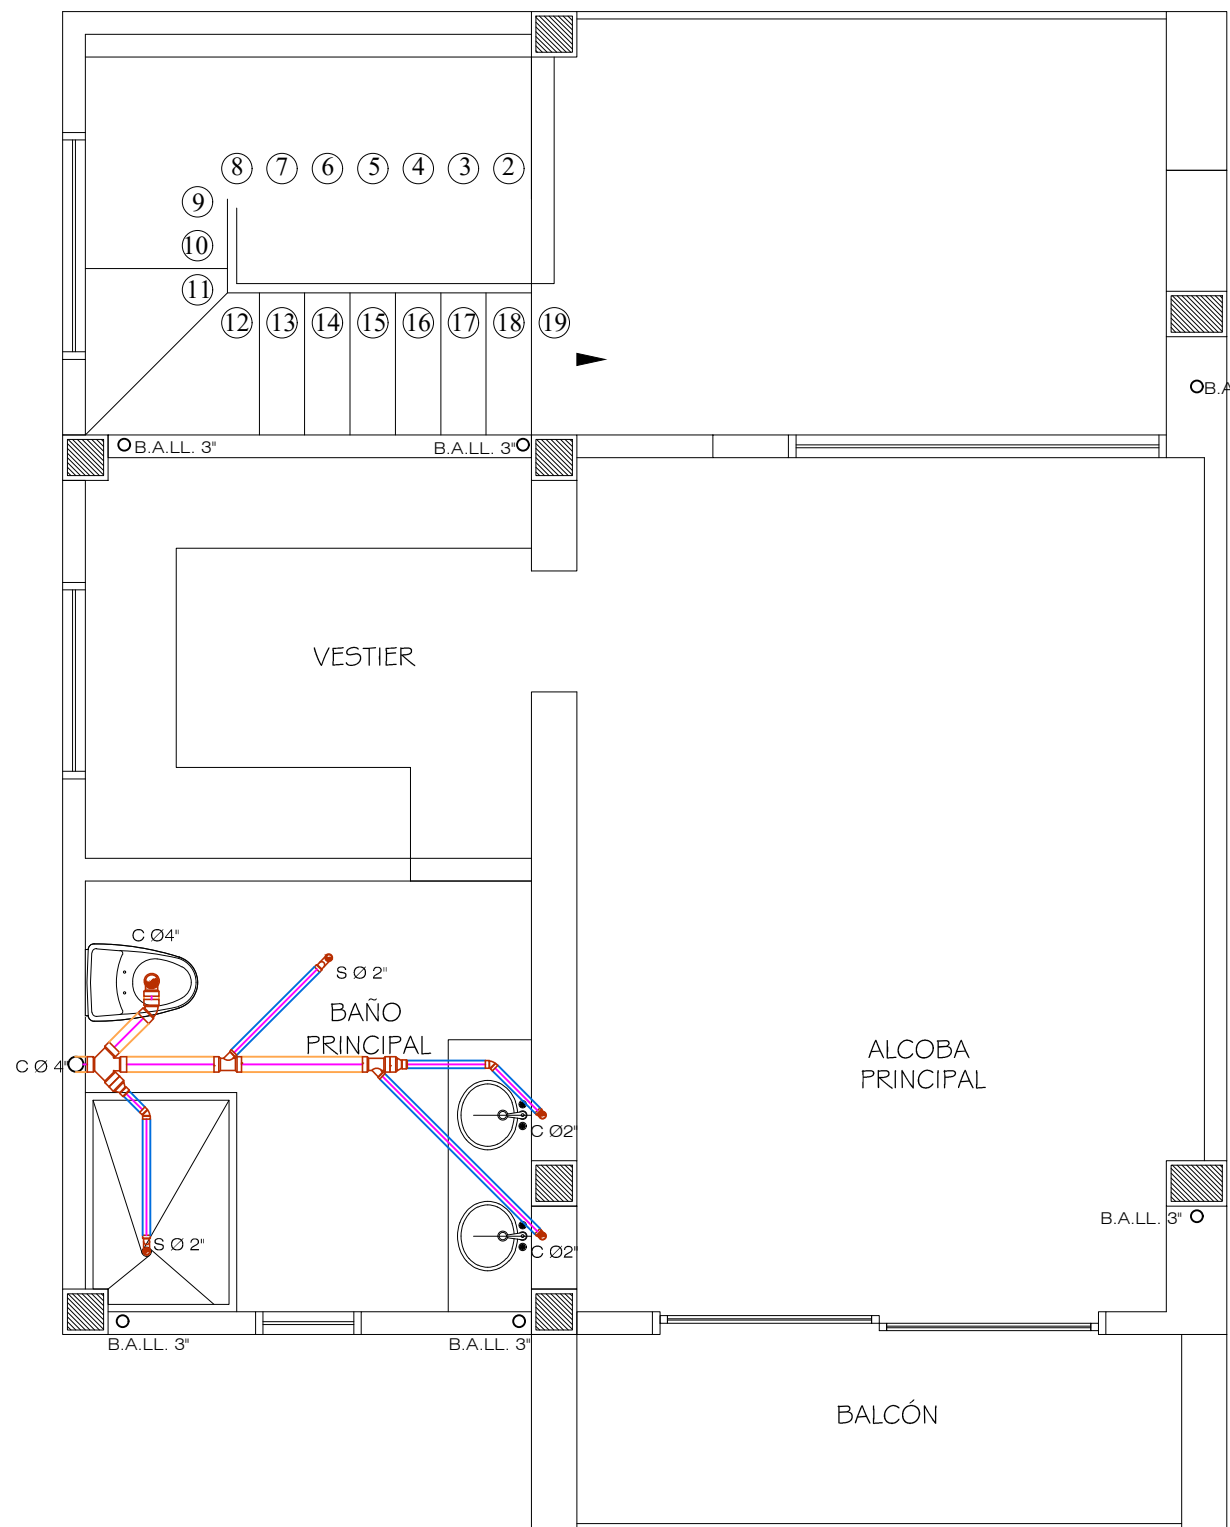 8 7 6 5 4 3 2
9
10
11
12 13 14 15 16 17 18 19
B.A
B.A.LL. 3"
B.A.LL. 3"
VESTIER
C Ø4"
S Ø 2"
BAÑO
PRINCIPAL
C Ø 4"
ALCOBA
PRINCIPAL
C Ø2"
B.A.LL. 3"
S Ø 2"
C Ø2"
B.A.LL. 3"
B.A.LL. 3"
BALCÓN